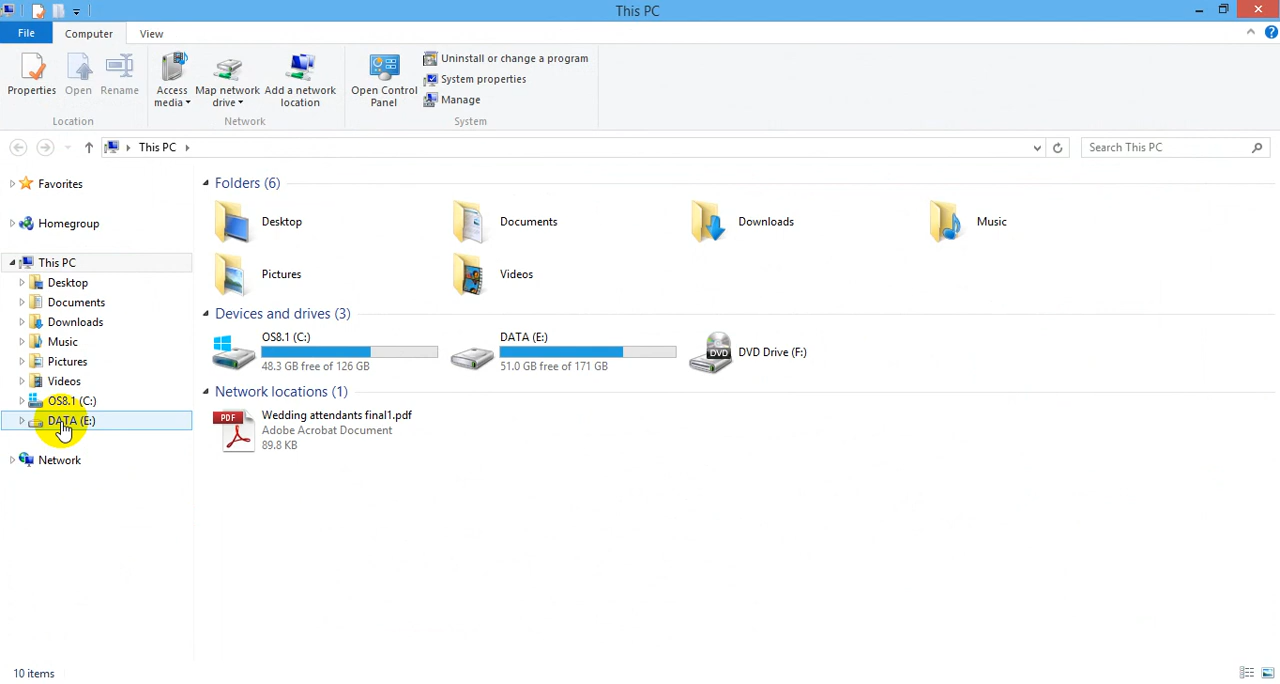 This PC
File
Computer
View
Properties
Open
Rename
Access media
Map network drive
Add a network location
Open Control Panel
Uninstall or change a program
System properties
Manage
Location
Network
System
This PC
Search This PC
Favorites
Homegroup
This PC
Desktop
Documents
Downloads
Music
Pictures
Videos
OS8.1 (C:)
DATA (E:)
Network
Folders (6)
Desktop
Documents
Downloads
Music
Pictures
Videos
Devices and drives (3)
OS8.1 (C:)
48.3 GB free of 126 GB
DATA (E:)
51.0 GB free of 171 GB
DVD
DVD Drive (F:)
Network locations (1)
PDF
Wedding attendants final1.pdf
Adobe Acrobat Document
89.8 KB
10 items